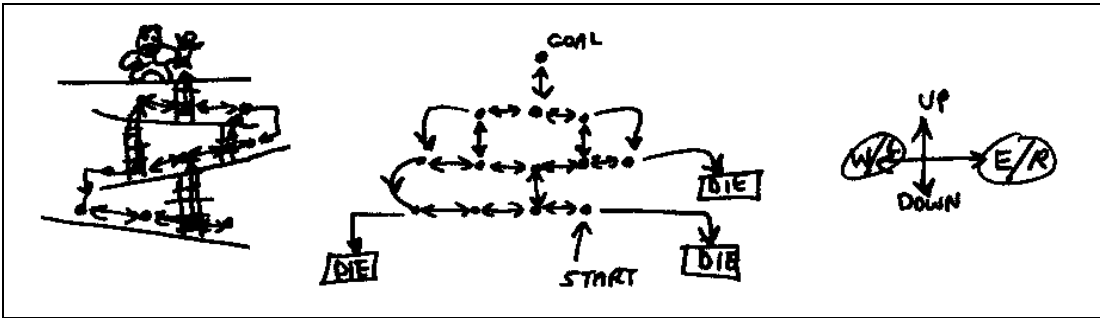 GOAL
DIE
DIE
DIE
START
UP
W/L E/R
DOWN